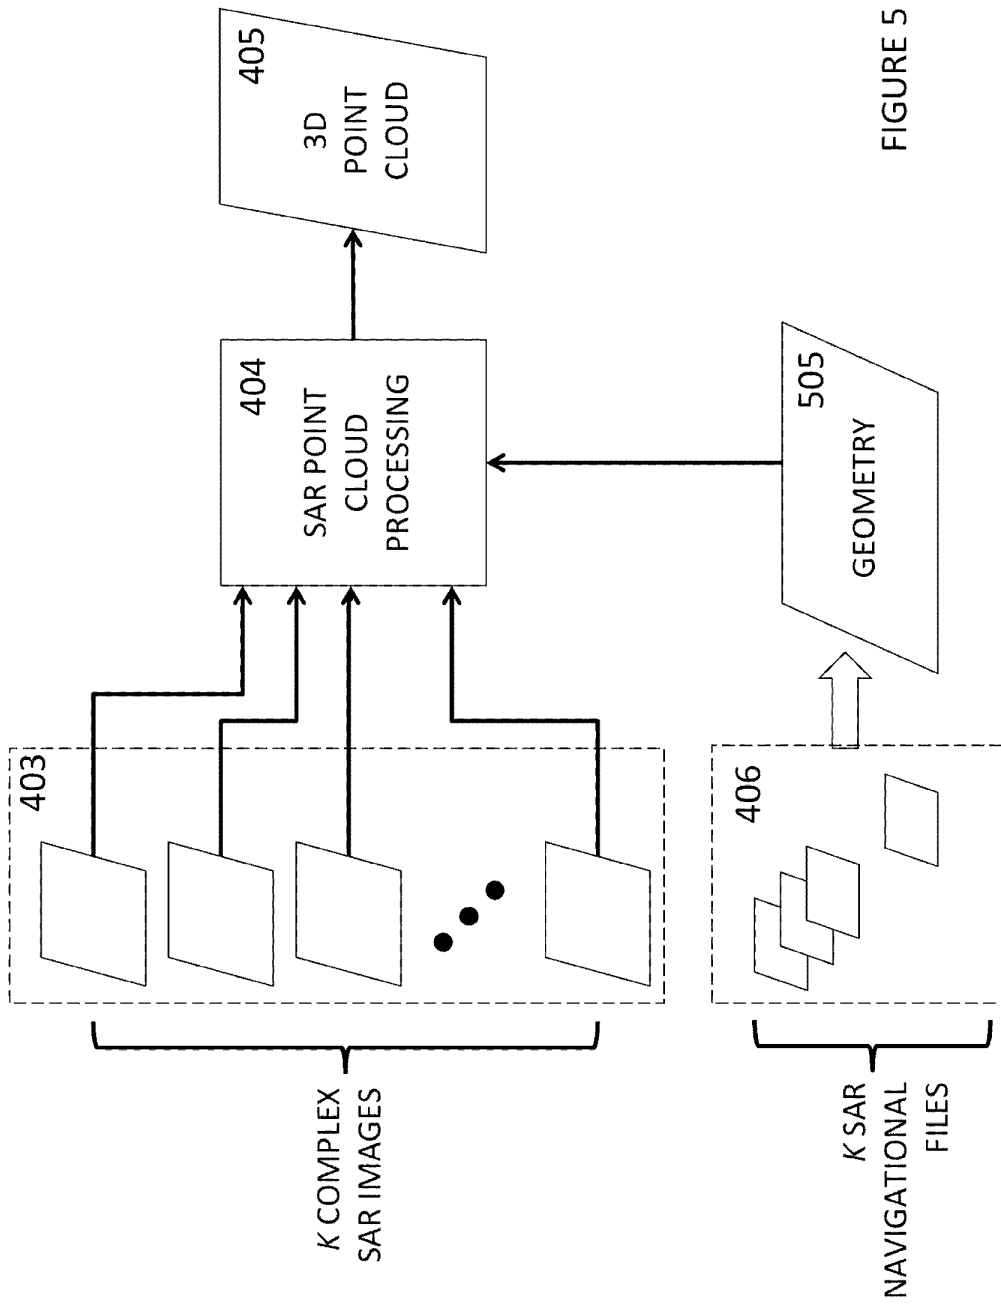 K COMPLEX
SAR IMAGES
403
404
SAR POINT
CLOUD
PROCESSING
405
3D
POINT
CLOUD
K SAR
NAVIGATIONAL
FILES
406
505
GEOMETRY
FIGURE 5